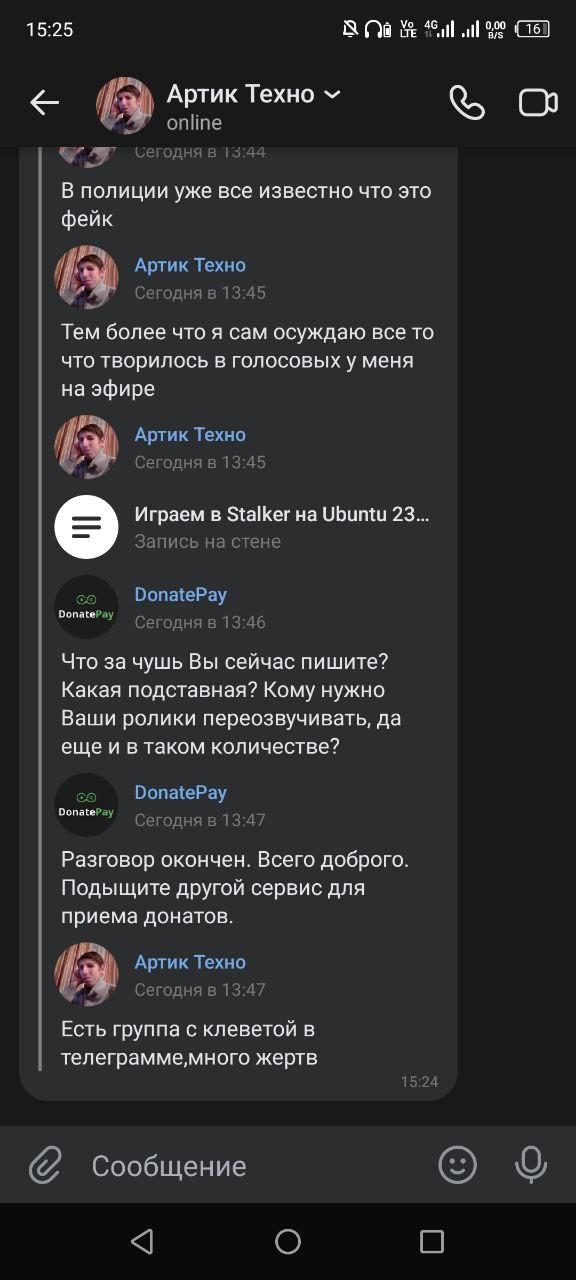 15:25
Vo LTE 4G 0,00 B/S 16
Артик Техно
online
Сегодня в 13:44
В полиции уже все известно что это
фейк
Артик Техно
Сегодня в 13:45
Тем более что я сам осуждаю все то
что творилось в голосовых у меня
на эфире
Артик Техно
Сегодня в 13:45
Играем в Stalker на Ubuntu 23...
Запись на стене
DonatePay
DonatePay
Сегодня в 13:46
Что за чушь Вы сейчас пишите?
Какая подставная? Кому нужно
Ваши ролики переозвучивать, да
еще и в таком количестве?
DonatePay
DonatePay
Сегодня в 13:47
Разговор окончен. Всего доброго.
Подыщите другой сервис для
приема донатов.
Артик Техно
Сегодня в 13:47
Есть группа с клеветой в
телеграмме,много жертв
15:24
Сообщение